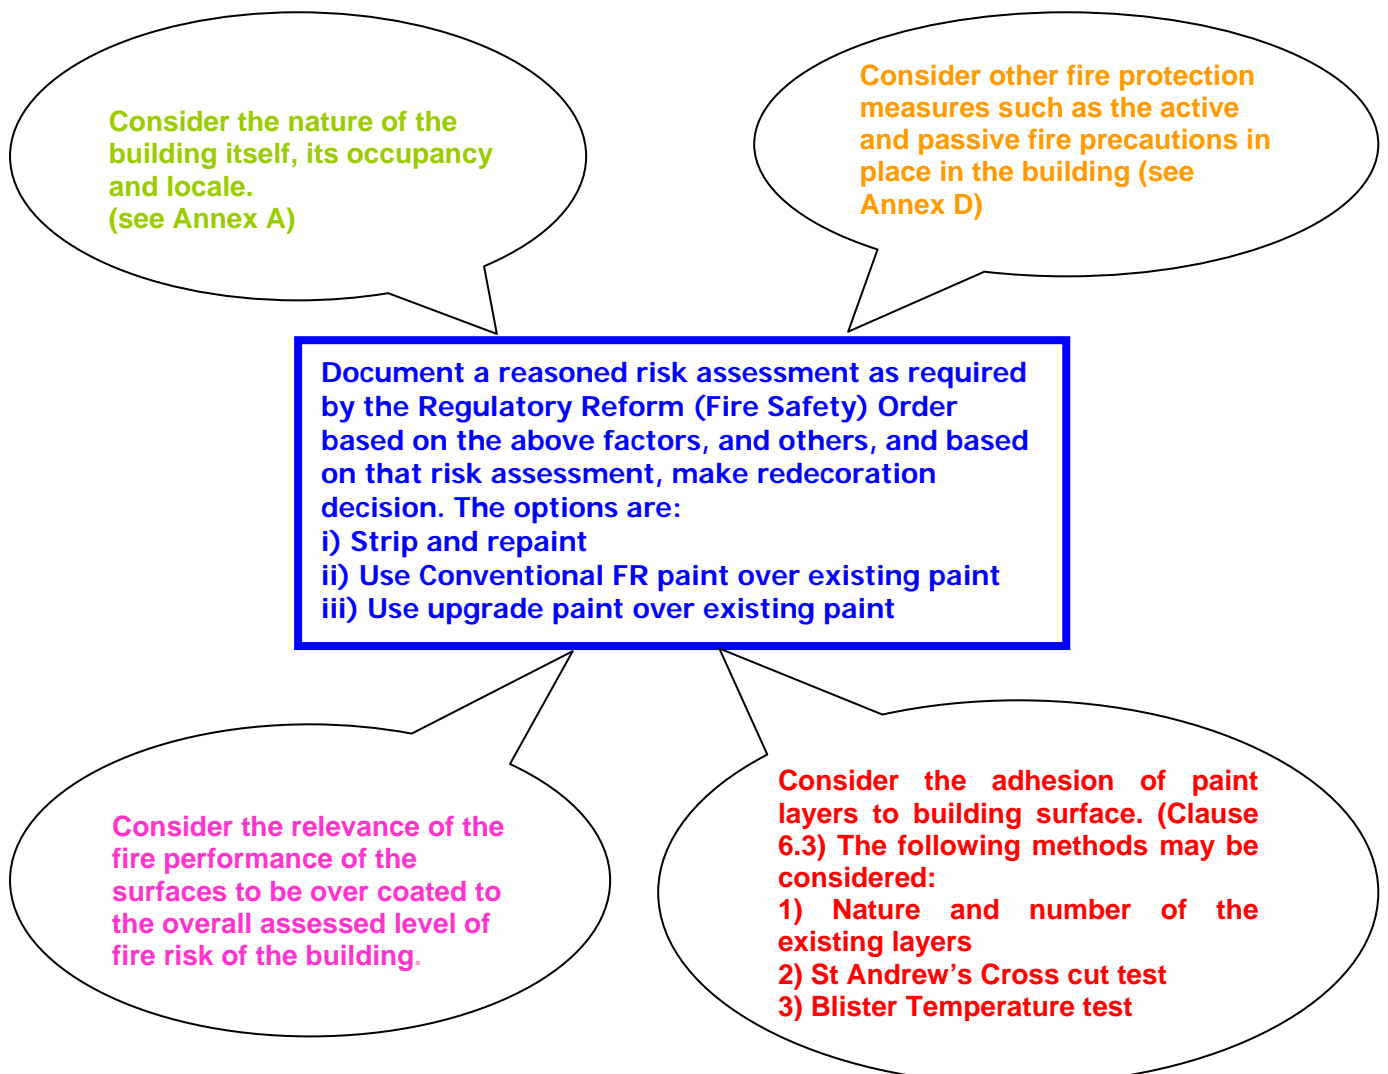 Consider the nature of the
building itself, its occupancy
and locale.
(see Annex A)
Consider other fire protection
measures such as the active
and passive fire precautions in
place in the building (see
Annex D)
Document a reasoned risk assessment as required
by the Regulatory Reform (Fire Safety) Order
based on the above factors, and others, and based
on that risk assessment, make redecoration
decision. The options are:
i) Strip and repaint
ii) Use Conventional FR paint over existing paint
iii) Use upgrade paint over existing paint
Consider the relevance of the
fire performance of the
surfaces to be over coated to
the overall assessed level of
fire risk of the building.
Consider the adhesion of paint
layers to building surface. (Clause
6.3) The following methods may be
considered:
1) Nature and number of the
existing layers
2) St Andrew's Cross cut test
3) Blister Temperature test